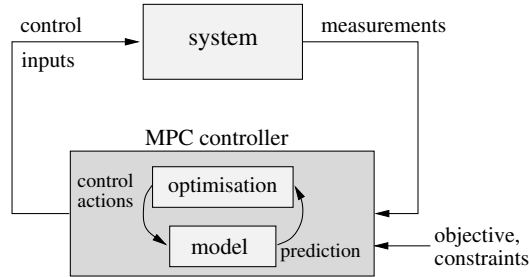 control
inputs
system
measurements
MPC controller
control
actions
optimisation
model
prediction
objective,
constraints